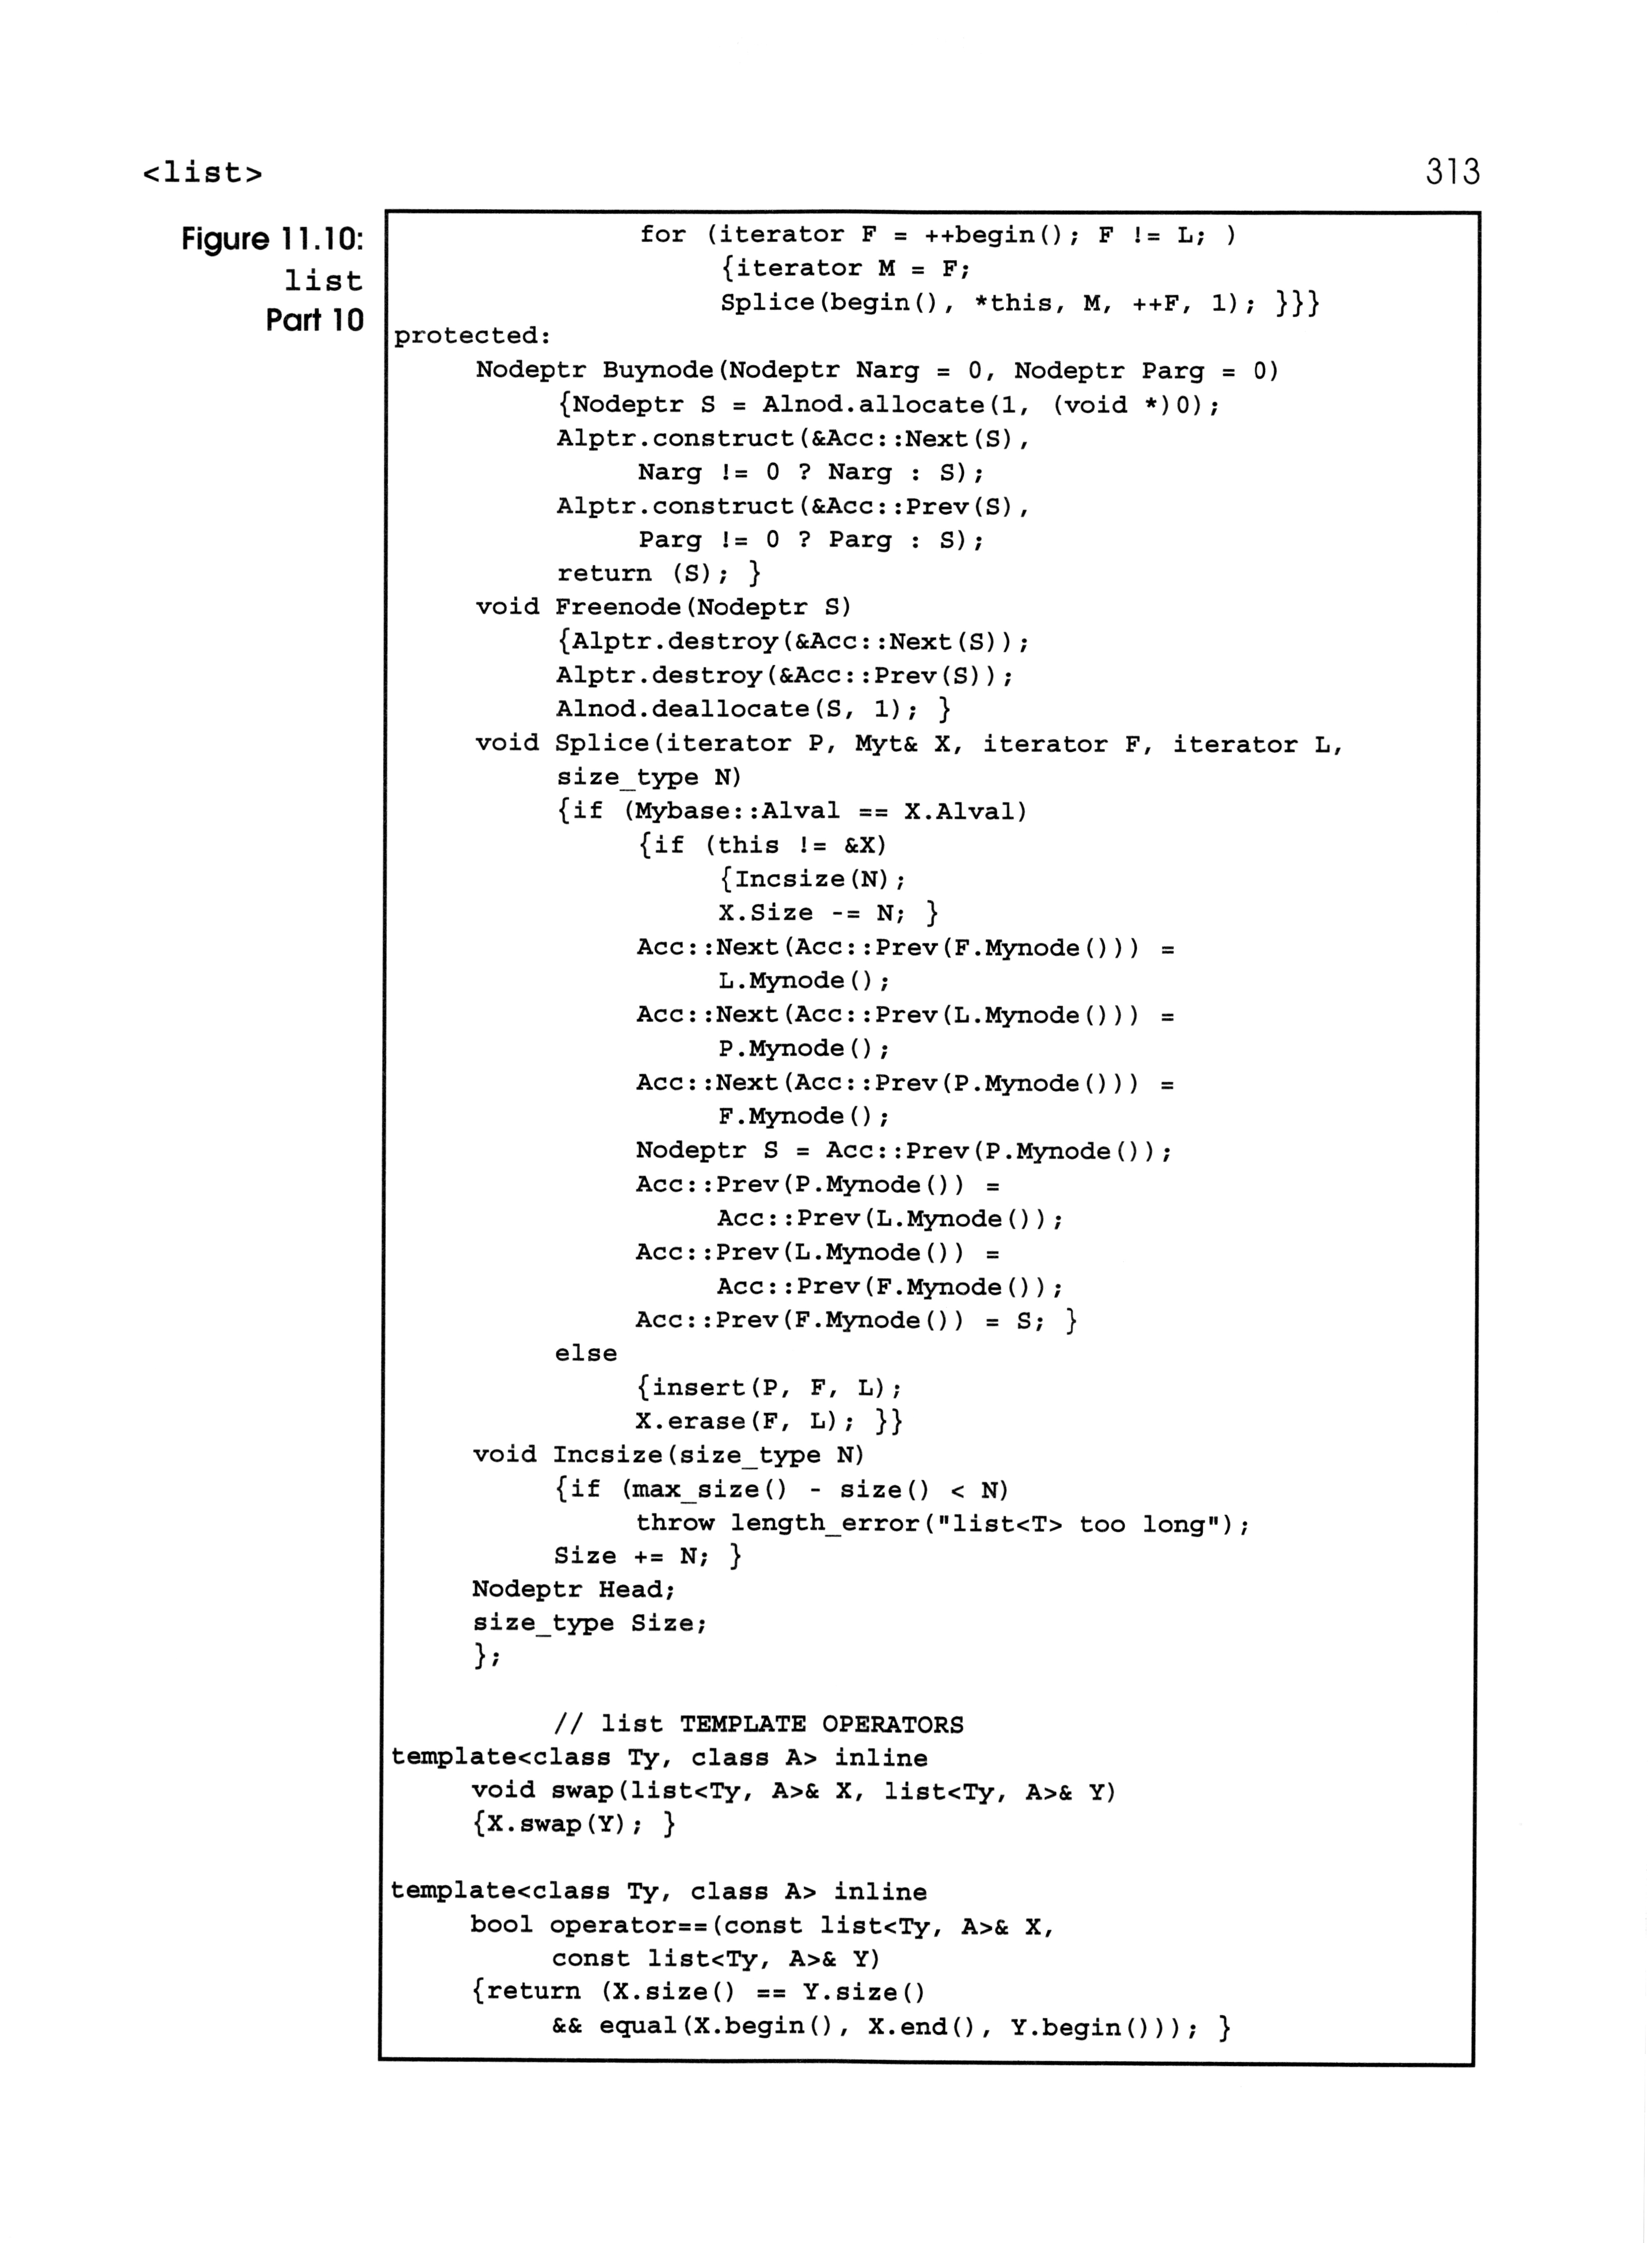 <list>
313
Figure 11.10:
list
Part 10
for (iterator F = ++begin(); F != L; )
{iterator M = F;
Splice(begin(), *this, M, ++F, 1); }}}
protected:
Nodeptr Buynode(Nodeptr Narg = 0, Nodeptr Parg = 0)
{Nodeptr S = Alnod.allocate(1, (void *)0);
Alptr.construct(&Acc::Next(S),
Narg != 0 ? Narg : S);
Alptr.construct(&Acc::Prev(S),
Parg != 0 ? Parg : S);
return (S); }
void Freenode(Nodeptr S)
{Alptr.destroy(&Acc::Next(S));
Alptr.destroy(&Acc::Prev(S));
Alnod.deallocate(S, 1); }
void Splice(iterator P, Myt& X, iterator F, iterator L,
size_type N)
{if (Mybase::Alval == X.Alval)
{if (this != &X)
{Incsize(N);
X.Size -= N; }
Acc::Next(Acc::Prev(F.Mynode())) =
L.Mynode();
Acc::Next(Acc::Prev(L.Mynode())) =
P.Mynode();
Acc::Next(Acc::Prev(P.Mynode())) =
F.Mynode();
Nodeptr S = Acc::Prev(P.Mynode());
Acc::Prev(P.Mynode()) =
Acc::Prev(L.Mynode());
Acc::Prev(L.Mynode()) =
Acc::Prev(F.Mynode());
Acc::Prev(F.Mynode()) = S; }
else
{insert(P, F, L);
X.erase(F, L); }}
void Incsize(size_type N)
{if (max_size() - size() < N)
throw length_error("list<T> too long");
Size += N; }
Nodeptr Head;
size_type Size;
};
// list TEMPLATE OPERATORS
template<class Ty, class A> inline
void swap(list<Ty, A>& X, list<Ty, A>& Y)
{X.swap(Y); }
template<class Ty, class A> inline
bool operator==(const list<Ty, A>& X,
const list<Ty, A>& Y)
{return (X.size() == Y.size()
&& equal(X.begin(), X.end(), Y.begin())); }